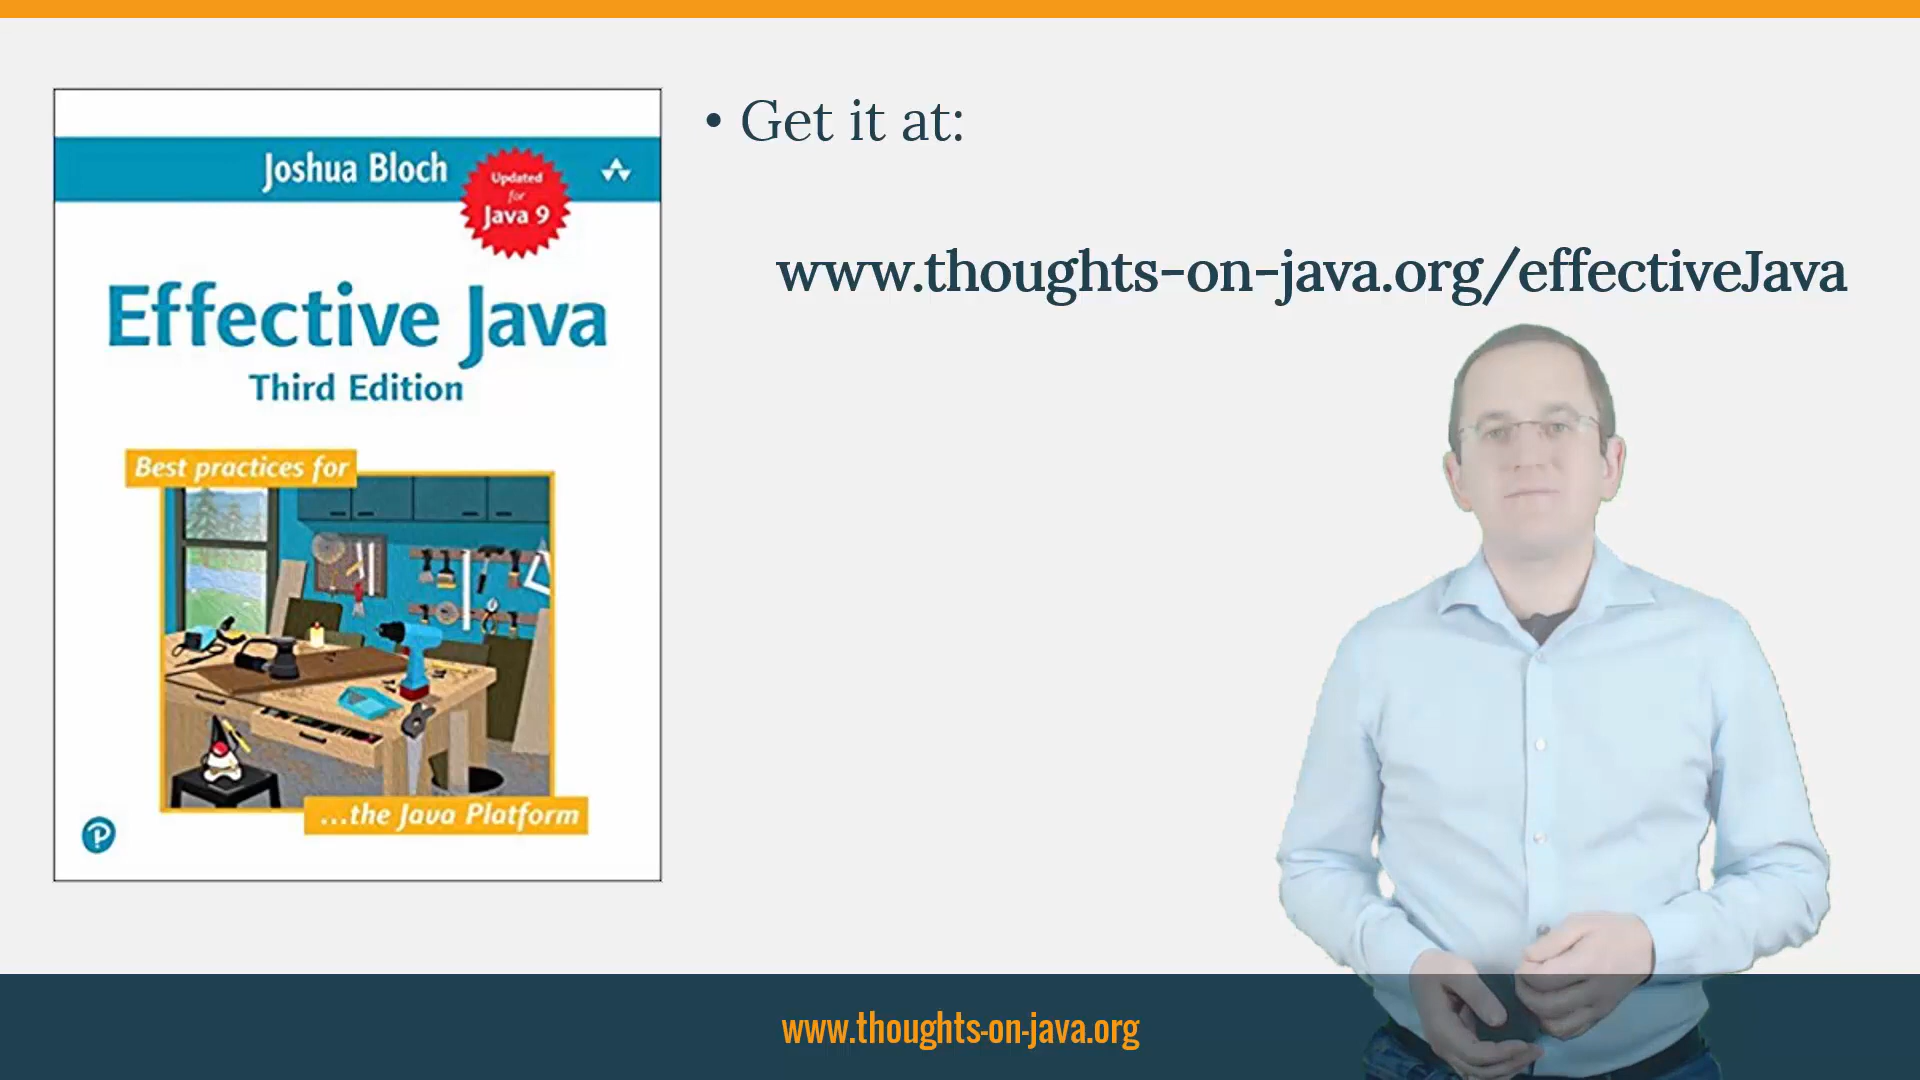 Joshua Bloch
Updated
for
Java 9
Effective Java
Third Edition
Best practices for
...the Java Platform
• Get it at:
www.thoughts-on-java.org/effectiveJava
www.thoughts-on-java.org